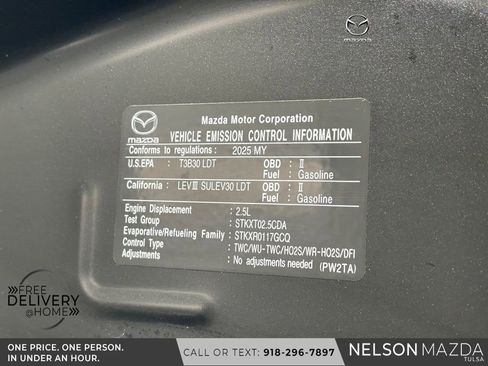 mazda
mazda
Mazda Motor Corporation
VEHICLE EMISSION CONTROL INFORMATION
Conforms to regulations : 2025 MY
U.S.EPA : T3B30 LDT OBD : II
Fuel : Gasoline
California : LEVIII SULEV30 LDT OBD : II
Fuel : Gasoline
Engine Displacement : 2.5L
Test Group : STKXT02.5CDA
Evaporative/Refueling Family : STKXR0117GCQ
Control Type : TWC/WU-TWC/HO2S/WR-HO2S/DFI
Adjustments : No adjustments needed (PW2TA)
FREE
DELIVERY
@HOME
ONE PRICE. ONE PERSON.
IN UNDER AN HOUR.
CALL OR TEXT: 918-296-7897
NELSON MAZDA
TULSA